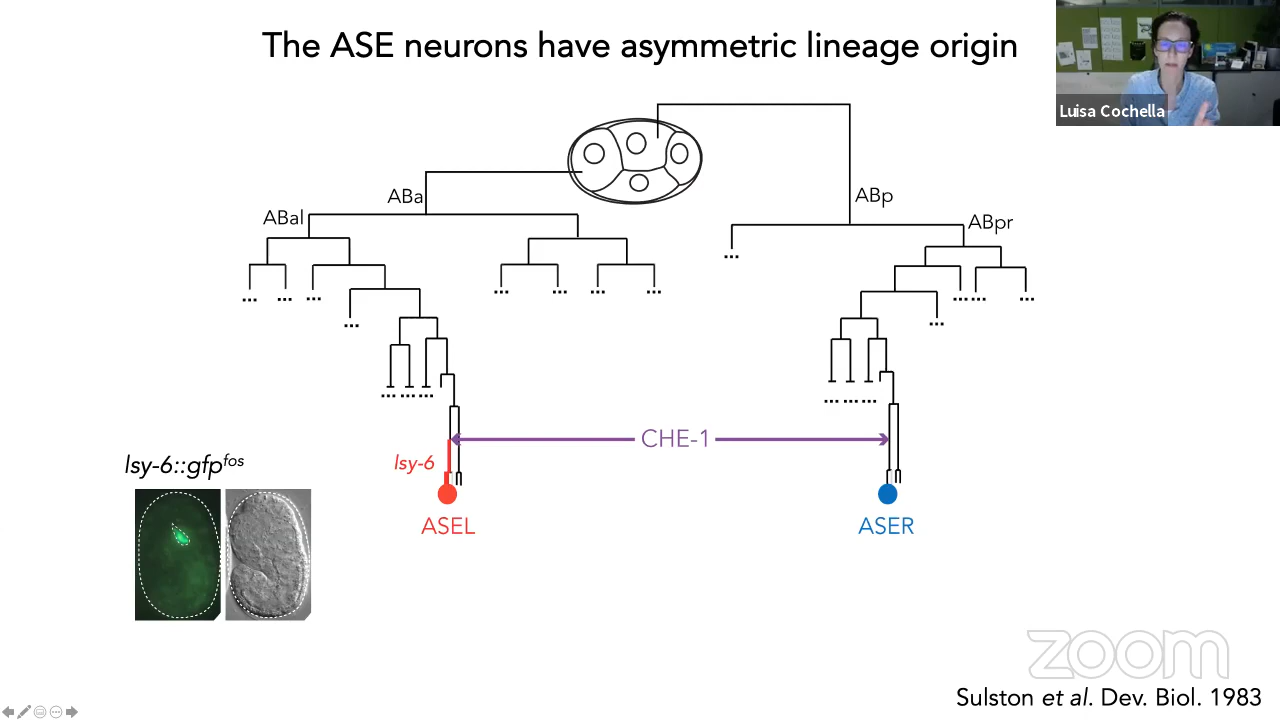 The ASE neurons have asymmetric lineage origin
Luisa Cochella
ABa
ABal
ABp
ABpr
... ... ... ... ... ... ... ... ... ... ...
... ...
... ... ... ... ... ...
CHE-1
lsy-6::gfpfos
lsy-6
ASEL
ASER
zoom
Sulston et al. Dev. Biol. 1983